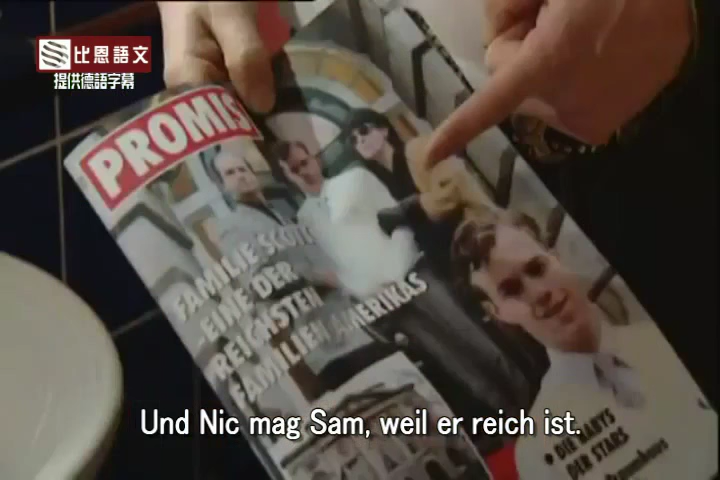 比恩語文
提供德語字幕
PROMIS
FAMILIE SCOTT
-EINE DER
REICHSTEN
FAMILIEN AMERIKAS
• DIE BABYS
DER STARS
Und Nic mag Sam, weil er reich ist.